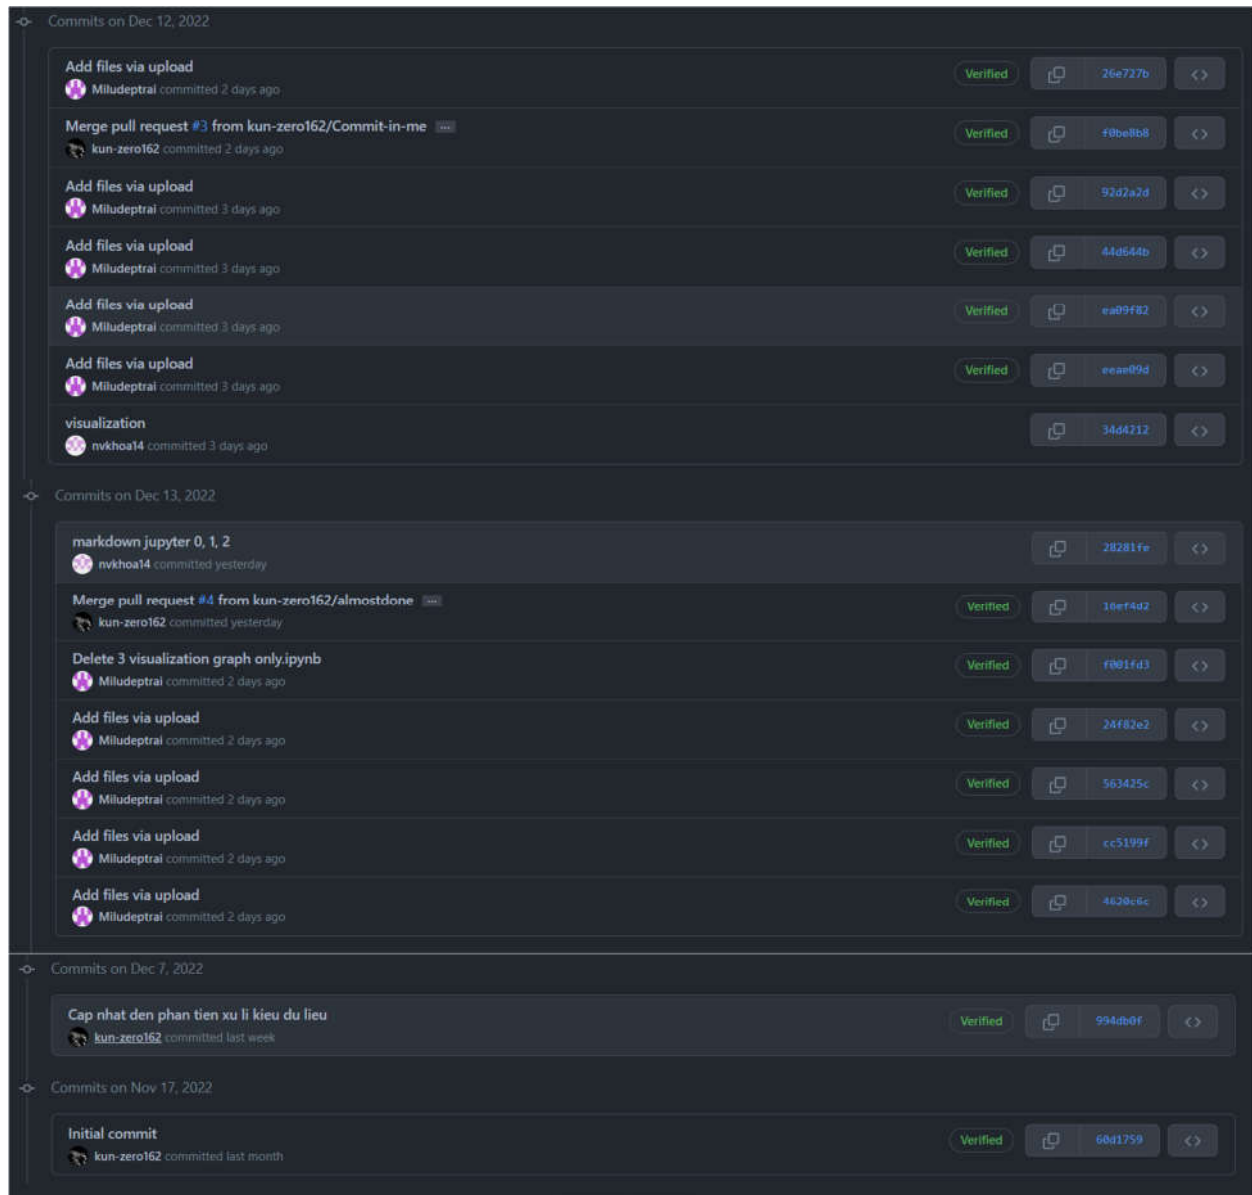 Commits on Dec 12, 2022
Add files via upload
Miludeptrai committed 2 days ago
Verified
26e727b
Merge pull request #3 from kun-zero162/Commit-in-me ...
kun-zero162 committed 2 days ago
Verified
f0be8b8
Add files via upload
Miludeptrai committed 3 days ago
Verified
92d2a2d
Add files via upload
Miludeptrai committed 3 days ago
Verified
44d644b
Add files via upload
Miludeptrai committed 3 days ago
Verified
ea09f82
Add files via upload
Miludeptrai committed 3 days ago
Verified
eeae09d
visualization
nvkhoa14 committed 3 days ago
34d4212
Commits on Dec 13, 2022
markdown jupyter 0, 1, 2
nvkhoa14 committed yesterday
28281fe
Merge pull request #4 from kun-zero162/almostdone ...
kun-zero162 committed yesterday
Verified
16ef4d2
Delete 3 visualization graph only.ipynb
Miludeptrai committed 2 days ago
Verified
f001fd3
Add files via upload
Miludeptrai committed 2 days ago
Verified
24f82e2
Add files via upload
Miludeptrai committed 2 days ago
Verified
563425c
Add files via upload
Miludeptrai committed 2 days ago
Verified
cc5199f
Add files via upload
Miludeptrai committed 2 days ago
Verified
4620c6c
Commits on Dec 7, 2022
Cap nhat den phan tien xu li kieu du lieu
kun-zero162 committed last week
Verified
994db0f
Commits on Nov 17, 2022
Initial commit
kun-zero162 committed last month
Verified
60d1759